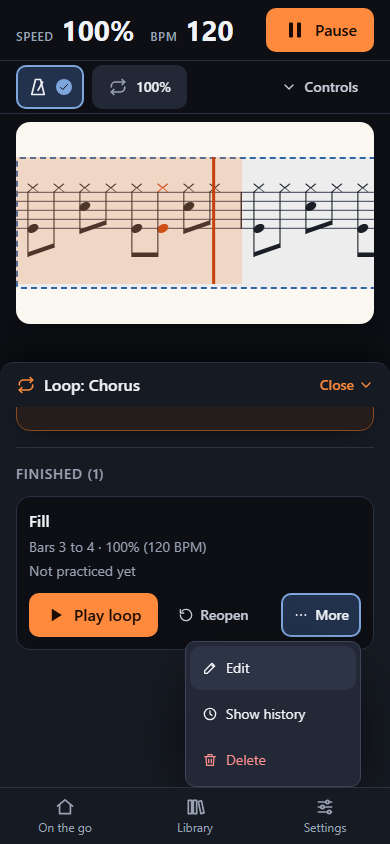 SPEED 100% BPM 120 Pause
100% Controls
Loop: Chorus Close
FINISHED (1)
Fill
Bars 3 to 4 · 100% (120 BPM)
Not practiced yet
Play loop Reopen ··· More
Edit
Show history
Delete
On the go Library Settings